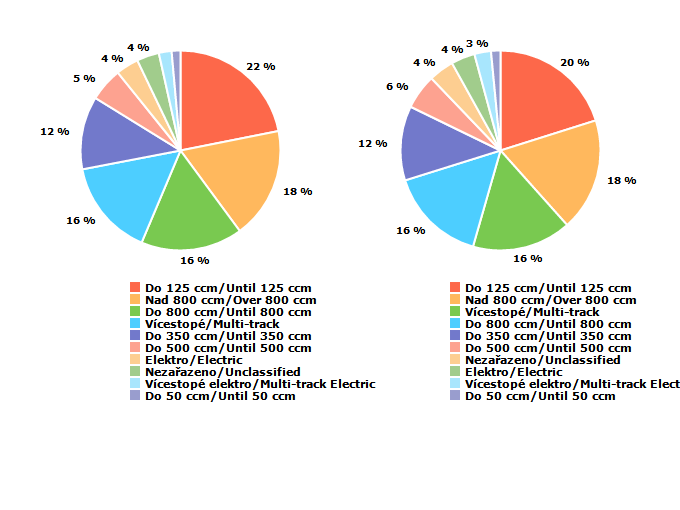 4 %
4 %
5 %
12 %
16 %
16 %
18 %
22 %
3 %
4 %
4 %
6 %
12 %
16 %
16 %
18 %
20 %
Do 125 ccm/Until 125 ccm
Nad 800 ccm/Over 800 ccm
Do 800 ccm/Until 800 ccm
Vícestopé/Multi-track
Do 350 ccm/Until 350 ccm
Do 500 ccm/Until 500 ccm
Elektro/Electric
Nezařazeno/Unclassified
Vícestopé elektro/Multi-track Electric
Do 50 ccm/Until 50 ccm
Do 125 ccm/Until 125 ccm
Nad 800 ccm/Over 800 ccm
Vícestopé/Multi-track
Do 800 ccm/Until 800 ccm
Do 350 ccm/Until 350 ccm
Do 500 ccm/Until 500 ccm
Nezařazeno/Unclassified
Elektro/Electric
Vícestopé elektro/Multi-track Elect
Do 50 ccm/Until 50 ccm